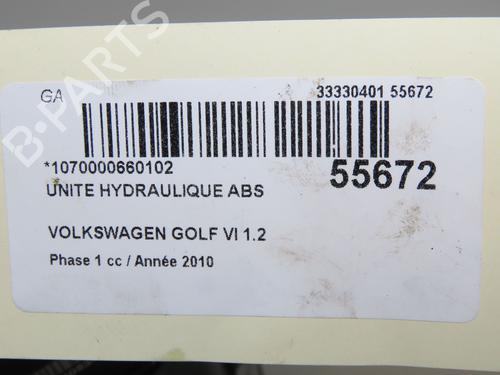 GA 33330401 55672
*1070000660102 55672
UNITE HYDRAULIQUE ABS
VOLKSWAGEN GOLF VI 1.2
Phase 1 cc / Année 2010
B-PARTS